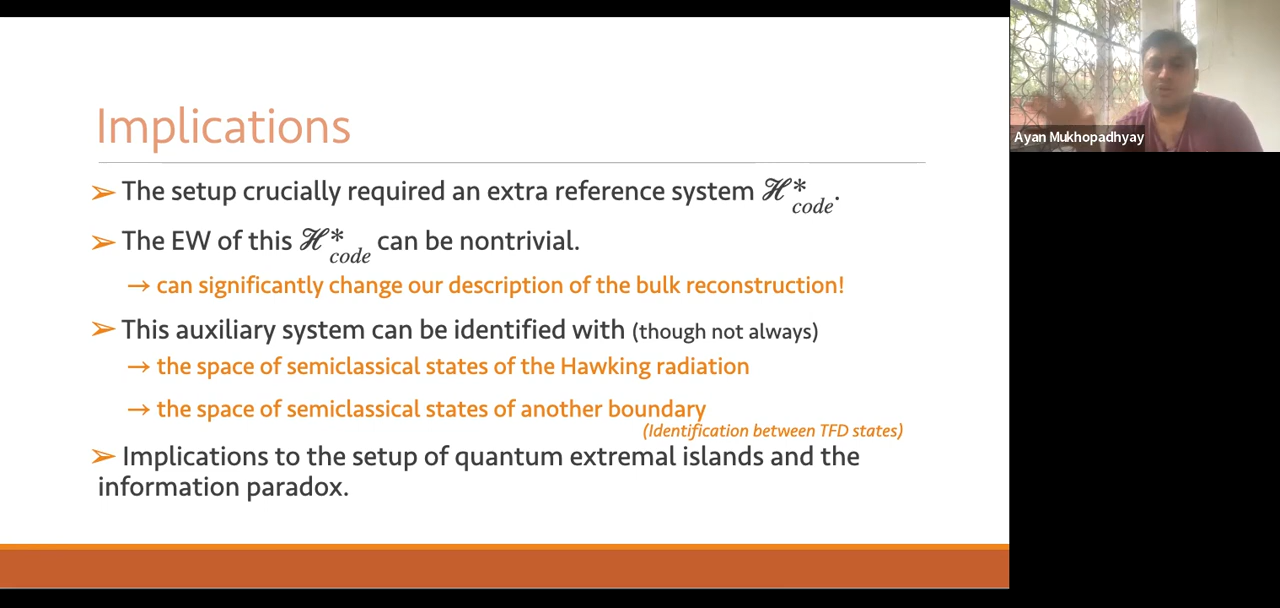 Implications
➢ The setup crucially required an extra reference system ℋ*code.
➢ The EW of this ℋ*code can be nontrivial.
→ can significantly change our description of the bulk reconstruction!
➢ This auxiliary system can be identified with (though not always)
→ the space of semiclassical states of the Hawking radiation
→ the space of semiclassical states of another boundary
(Identification between TFD states)
➢ Implications to the setup of quantum extremal islands and the
information paradox.
Ayan Mukhopadhyay